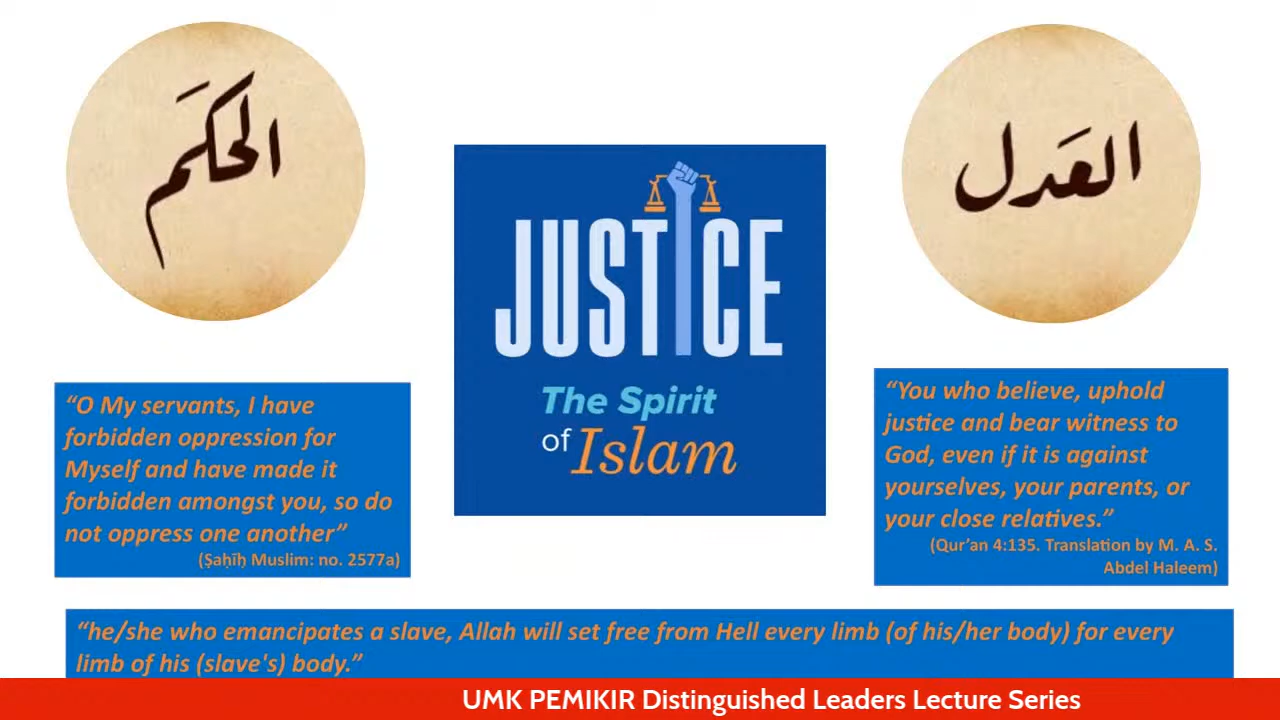 الحَكَم
العَدل
JUSTICE
The Spirit
of Islam
“O My servants, I have
forbidden oppression for
Myself and have made it
forbidden amongst you, so do
not oppress one another”
(Ṣaḥīḥ Muslim: no. 2577a)
“You who believe, uphold
justice and bear witness to
God, even if it is against
yourselves, your parents, or
your close relatives.”
(Qur’an 4:135. Translation by M. A. S.
Abdel Haleem)
“he/she who emancipates a slave, Allah will set free from Hell every limb (of his/her body) for every
limb of his (slave's) body.”
UMK PEMIKIR Distinguished Leaders Lecture Series